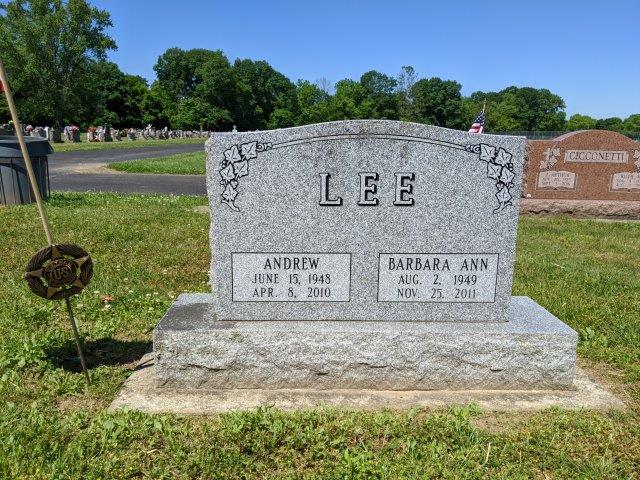 LEE
ANDREW
JUNE 15, 1948
APR. 8, 2010
BARBARA ANN
AUG. 2, 1949
NOV. 25, 2011
CICCONETTI
US